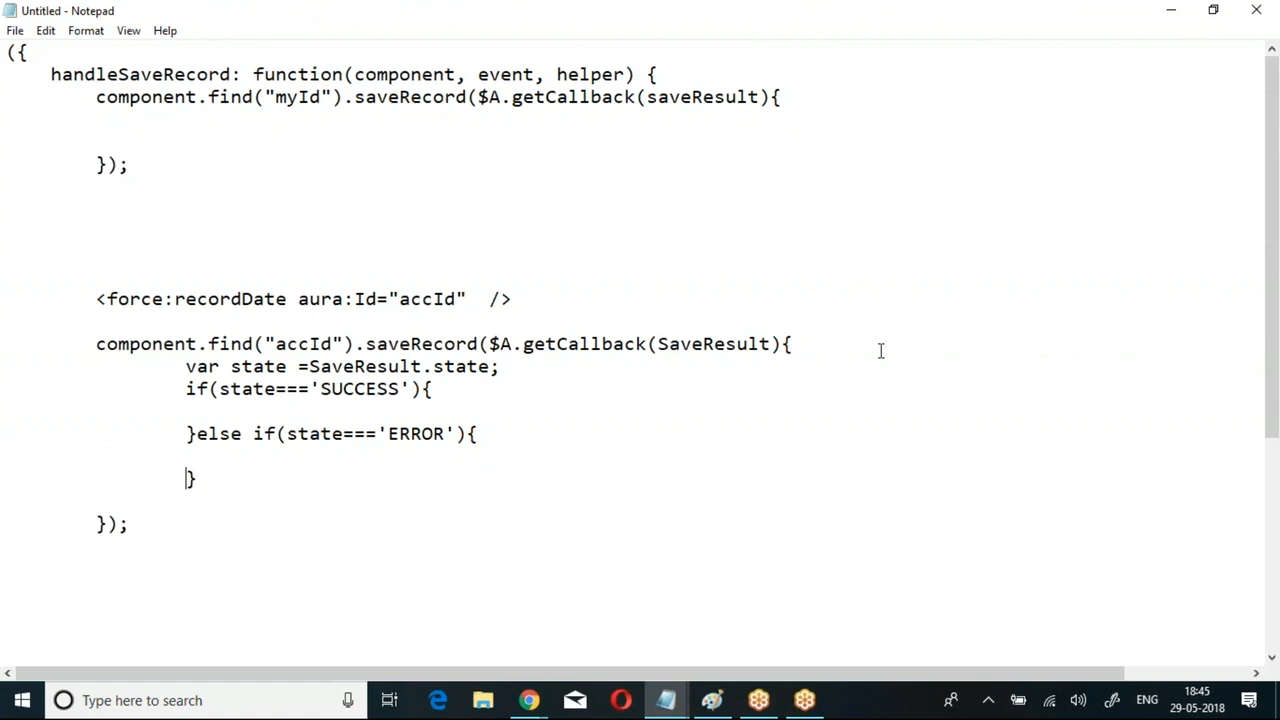 Untitled - Notepad
File Edit Format View Help
({
handleSaveRecord: function(component, event, helper) {
component.find("myId").saveRecord($A.getCallback(saveResult){
});
<force:recordDate aura:Id="accId" />
component.find("accId").saveRecord($A.getCallback(SaveResult){
var state =SaveResult.state;
if(state==='SUCCESS'){
}else if(state==='ERROR'){
}
});
Type here to search
ENG
18:45
29-05-2018